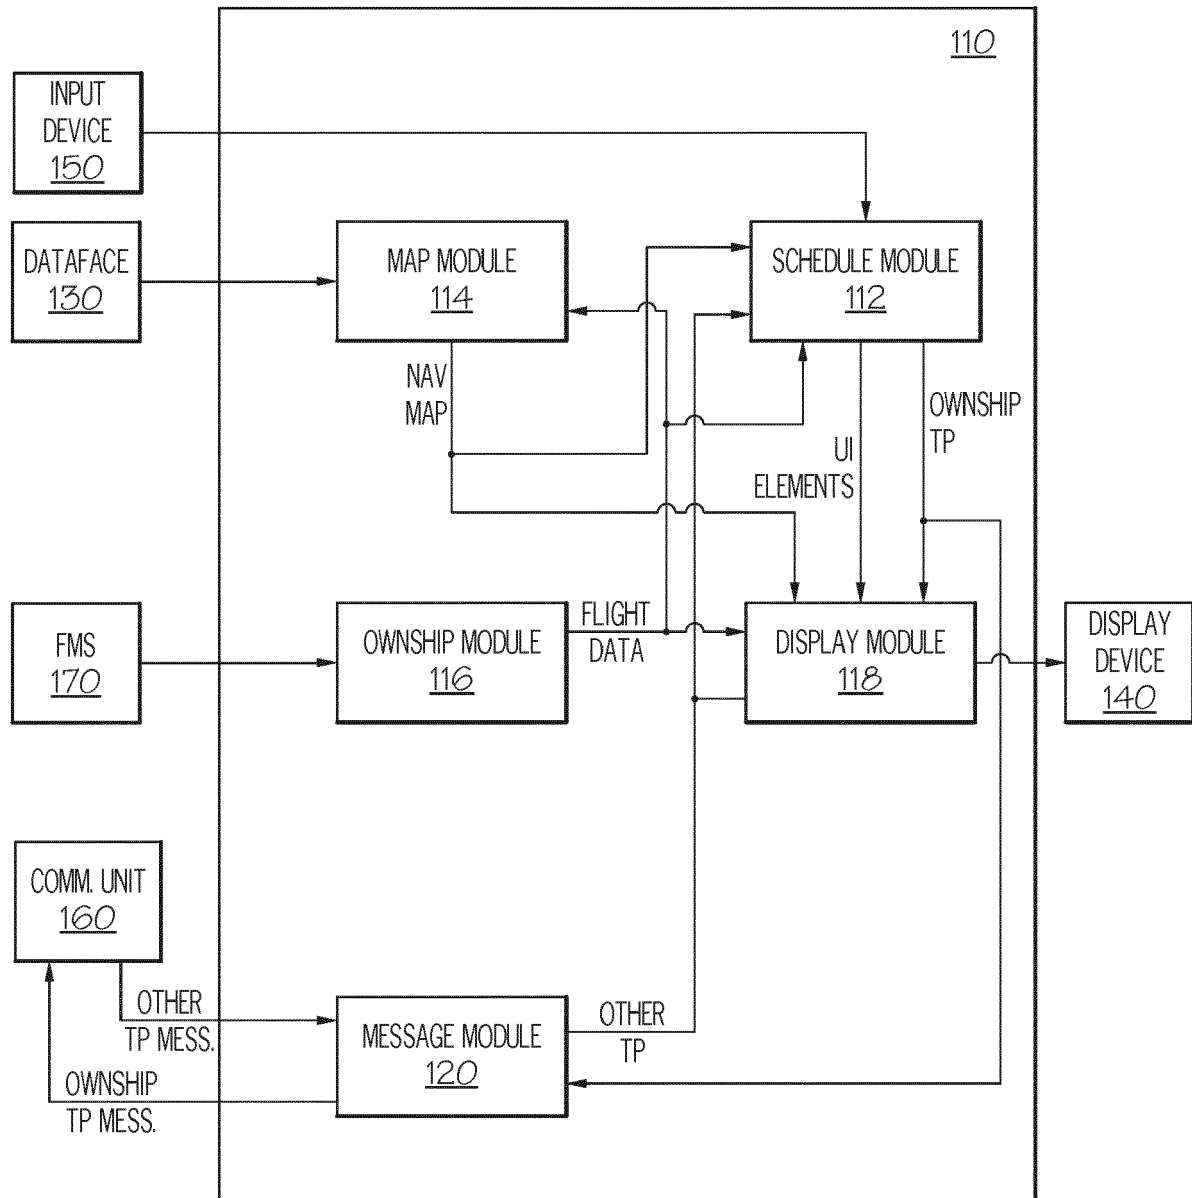 110
INPUT
DEVICE
150
DATAFACE
130
MAP MODULE
114
SCHEDULE MODULE
112
NAV
MAP
OWNSHIP
TP
UI
ELEMENTS
FMS
170
OWNSHIP MODULE
116
FLIGHT
DATA
DISPLAY MODULE
118
DISPLAY
DEVICE
140
COMM. UNIT
160
OTHER
TP MESS.
MESSAGE MODULE
120
OTHER
TP
OWNSHIP
TP MESS.